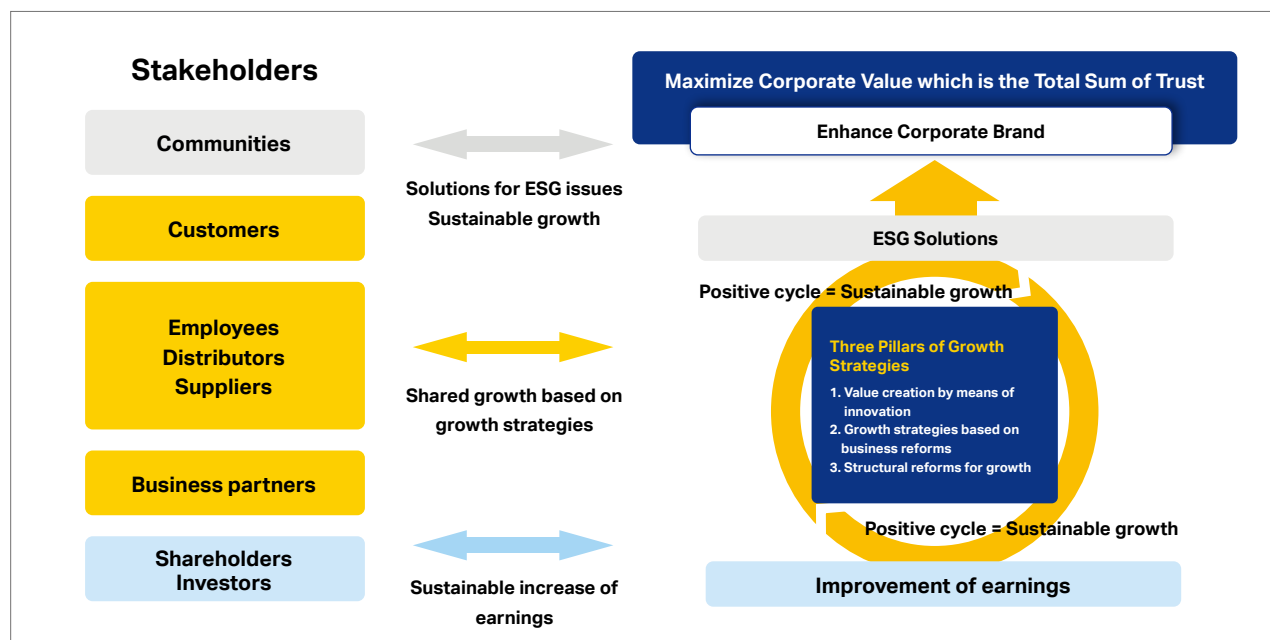 Stakeholders
Communities
Customers
Employees
Distributors
Suppliers
Business partners
Shareholders
Investors
Solutions for ESG issues
Sustainable growth
Shared growth based on
growth strategies
Sustainable increase of
earnings
Maximize Corporate Value which is the Total Sum of Trust
Enhance Corporate Brand
ESG Solutions
Positive cycle = Sustainable growth
Three Pillars of Growth
Strategies
1. Value creation by means of
innovation
2. Growth strategies based on
business reforms
3. Structural reforms for growth
Positive cycle = Sustainable growth
Improvement of earnings